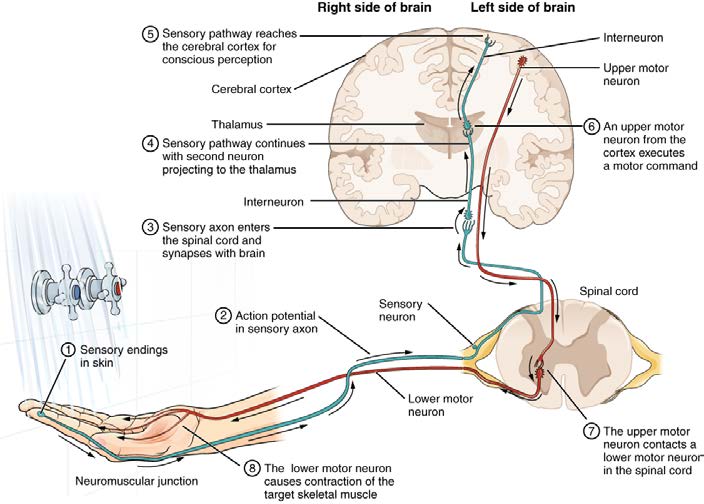 Right side of brain
Left side of brain
5 Sensory pathway reaches
the cerebral cortex for
conscious perception
Interneuron
Upper motor
neuron
Cerebral cortex
Thalamus
6 An upper motor
neuron from the
cortex executes
a motor command
4 Sensory pathway continues
with second neuron
projecting to the thalamus
Interneuron
3 Sensory axon enters
the spinal cord and
synapses with brain
Spinal cord
Sensory
neuron
2 Action potential
in sensory axon
1 Sensory endings
in skin
Lower motor
neuron
7 The upper motor
neuron contacts a
lower motor neuron
in the spinal cord
8 The lower motor neuron
causes contraction of the
target skeletal muscle
Neuromuscular junction